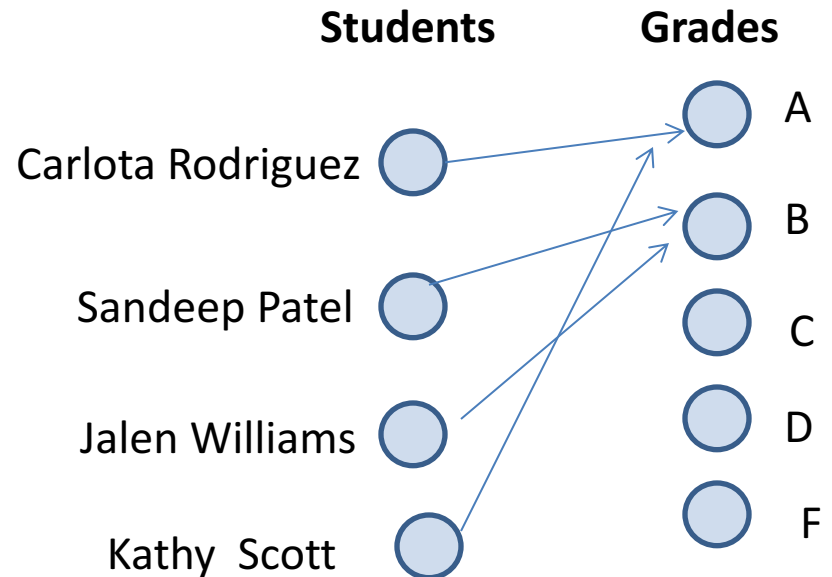 Students Grades
A
Carlota Rodriguez
B
Sandeep Patel
C
Jalen Williams
D
F
Kathy Scott